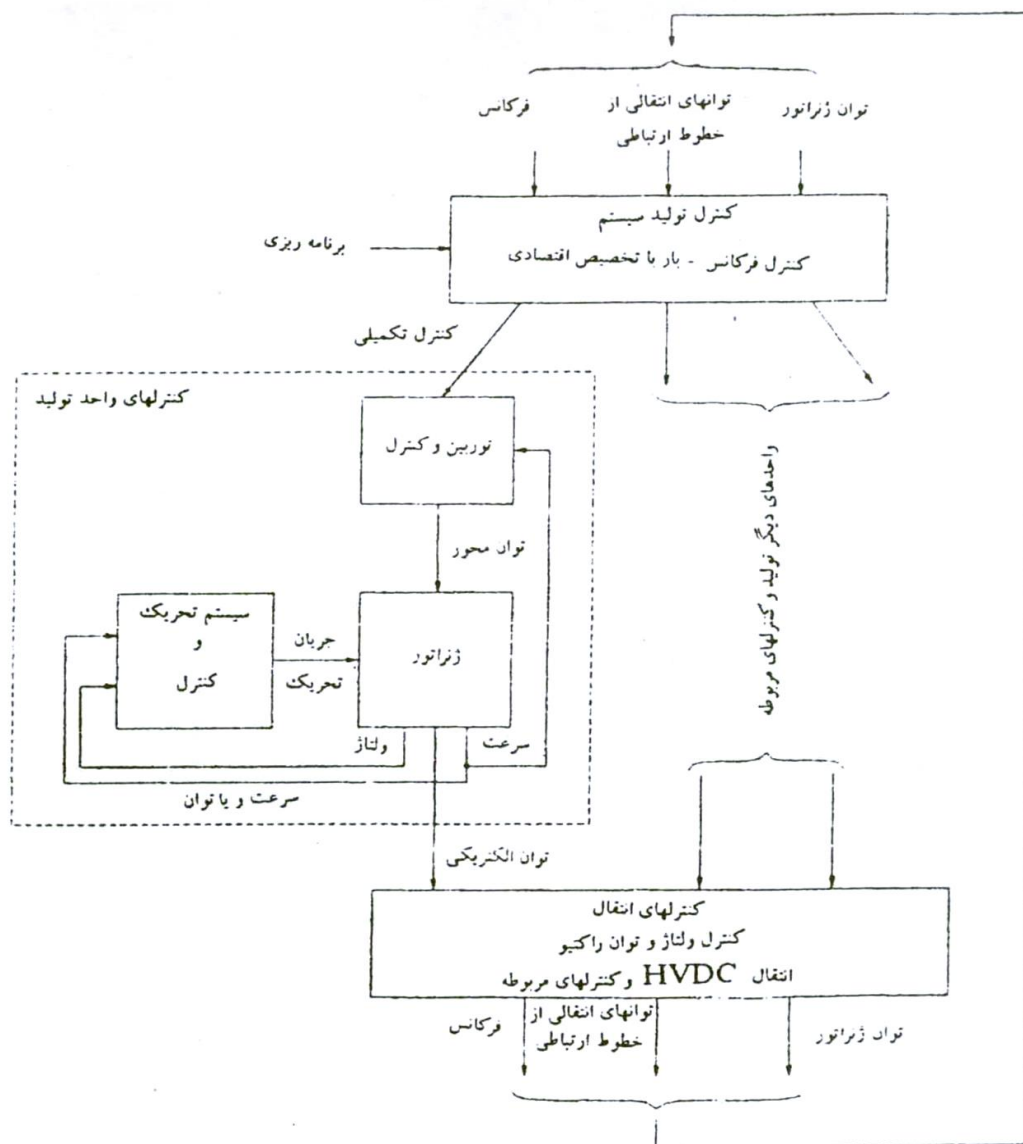 فرکانس
توانهای انتقالی از
خطوط ارتباطی
توان ژنراتور
کنترل تولید سیستم
کنترل فرکانس - بار با تخصیص اقتصادی
برنامه ریزی
کنترل تکمیلی
کنترلهای واحد تولید
توربین و کنترل
توان محور
سیستم تحریک
و
کنترل
جریان
تحریک
ژنراتور
ولتاژ
سرعت
سرعت و یا توان
واحدهای دیگر تولید و کنترلهای مربوطه
توان الکتریکی
کنترلهای انتقال
کنترل ولتاژ و توان راکتیو
انتقال HVDC و کنترلهای مربوطه
فرکانس
توانهای انتقالی از
خطوط ارتباطی
توان ژنراتور